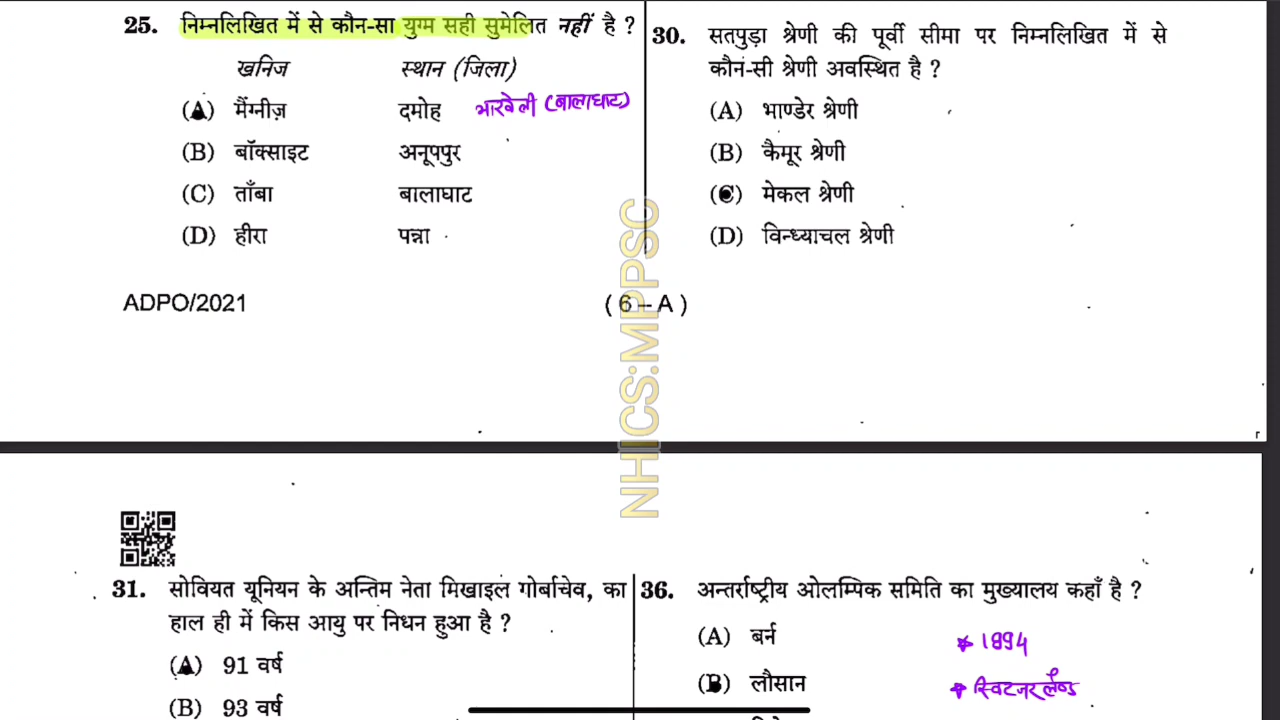 25. निम्नलिखित में से कौन-सा युग्म सही सुमेलित नहीं है ?
खनिज स्थान (जिला)
(A) मैंग्नीज़ दमोह भारवेली (बालाघाट)
(B) बॉक्साइट अनूपपुर
(C) ताँबा बालाघाट
(D) हीरा पन्ना
30. सतपुड़ा श्रेणी की पूर्वी सीमा पर निम्नलिखित में से
कौन-सी श्रेणी अवस्थित है ?
(A) भाण्डेर श्रेणी
(B) कैमूर श्रेणी
(C) मेकल श्रेणी
(D) विन्ध्याचल श्रेणी
ADPO/2021 ( 6 – A )
NHICS:MPPSC
31. सोवियत यूनियन के अन्तिम नेता मिखाइल गोर्बाचेव, का
हाल ही में किस आयु पर निधन हुआ है ?
(A) 91 वर्ष
(B) 93 वर्ष
36. अन्तर्राष्ट्रीय ओलम्पिक समिति का मुख्यालय कहाँ है ?
(A) बर्न * 1894
(B) लौसान * स्विटजरलैण्ड